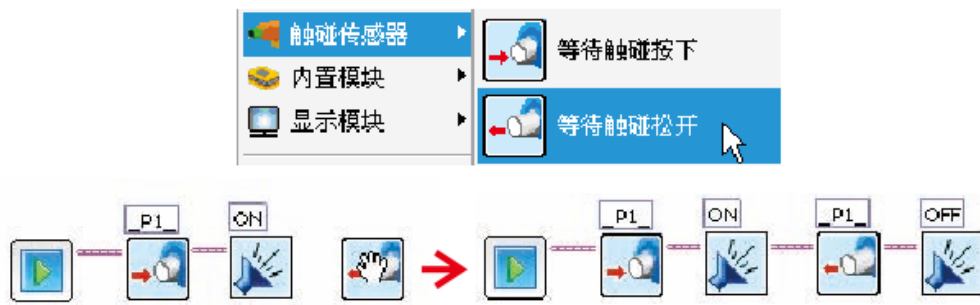 触碰传感器
等待触碰按下
内置模块
显示模块
等待触碰松开
_P1_
ON
_P1_
ON
_P1_
OFF